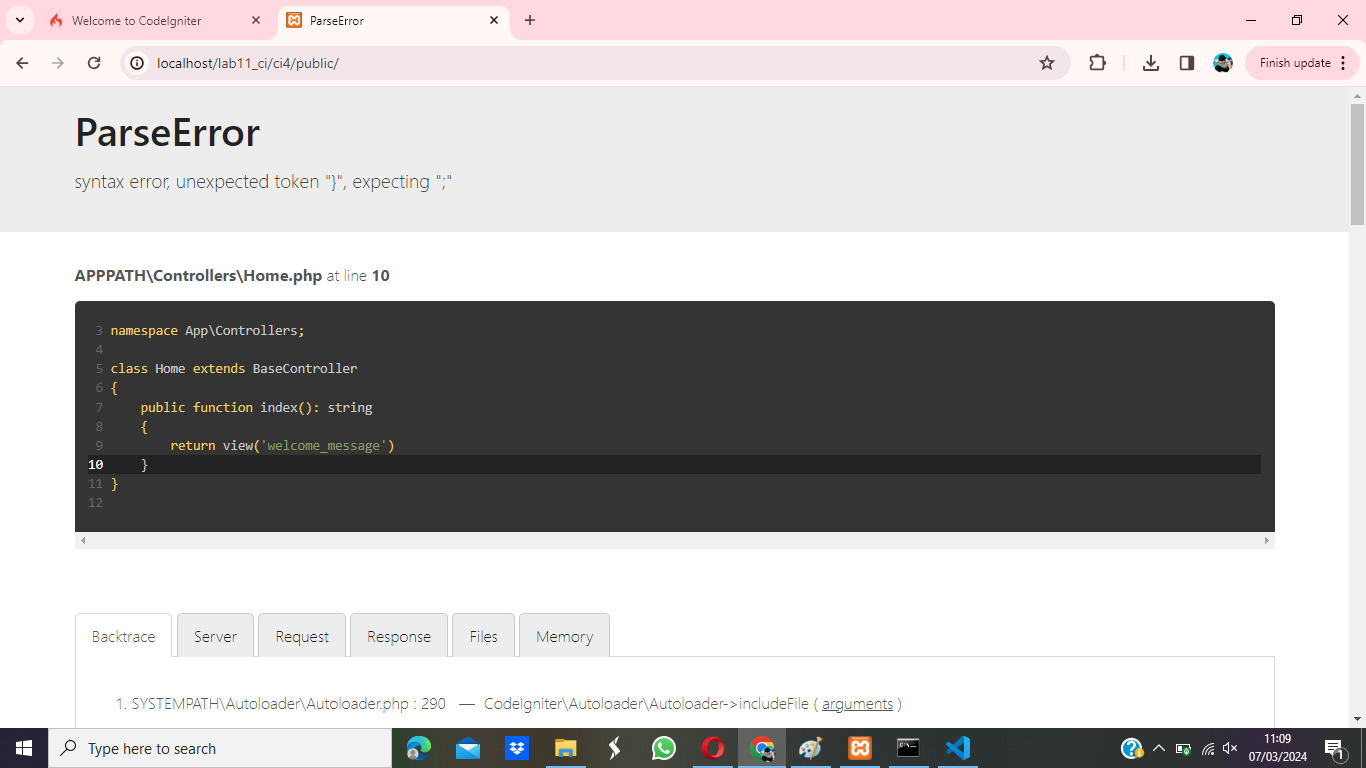 Welcome to CodeIgniter
ParseError
localhost/lab11_ci/ci4/public/
Finish update
ParseError
syntax error, unexpected token "}", expecting ";"
APPPATH\Controllers\Home.php at line 10
3 namespace App\Controllers;
4
5 class Home extends BaseController
6 {
7     public function index(): string
8     {
9         return view('welcome_message')
10     }
11 }
12
Backtrace Server Request Response Files Memory
1. SYSTEMPATH\Autoloader\Autoloader.php : 290 — CodeIgniter\Autoloader\Autoloader->includeFile ( arguments )
Type here to search
11:09
07/03/2024
1